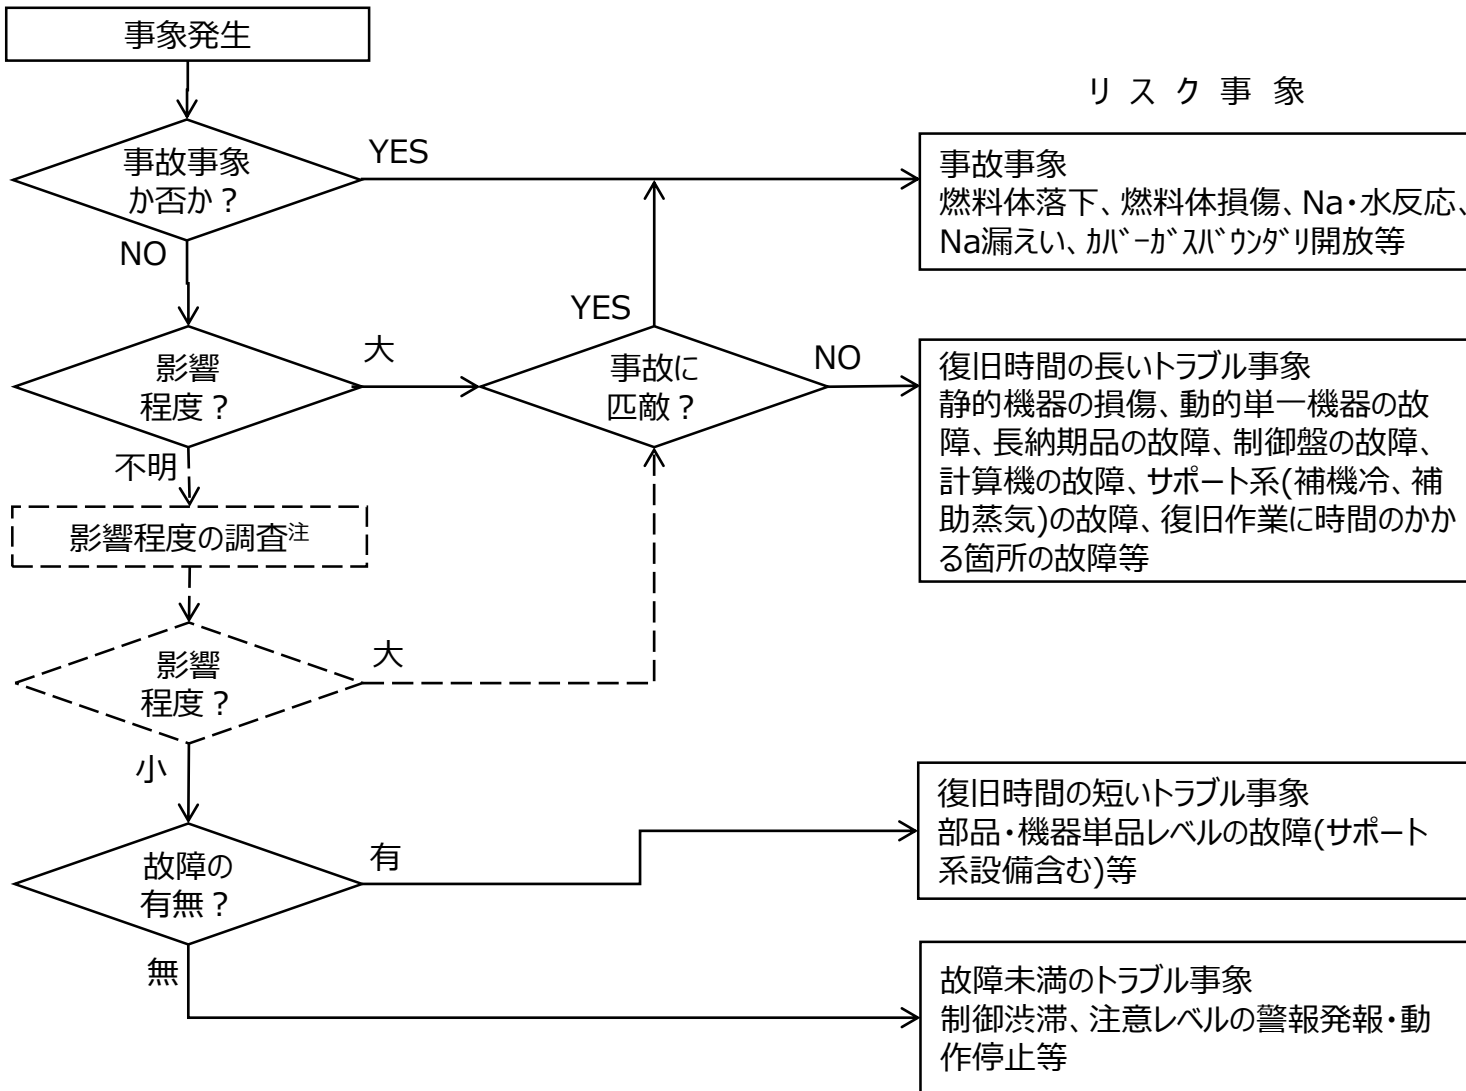 事象発生
リスク事象
事故事象
か否か？
YES
事故事象
燃料体落下、燃料体損傷、Na・水反応、
Na漏えい、ｶﾊﾞｰｶﾞｽﾊﾞｳﾝﾀﾞﾘ開放等
NO
YES
影響
程度？
大
事故に
匹敵？
NO
復旧時間の長いトラブル事象
静的機器の損傷、動的単一機器の故
障、長納期品の故障、制御盤の故障、
計算機の故障、サポート系(補機冷、補
助蒸気)の故障、復旧作業に時間のかか
る箇所の故障等
不明
影響程度の調査注
影響
程度？
大
小
復旧時間の短いトラブル事象
部品・機器単品レベルの故障(サポート
系設備含む)等
故障の
有無？
有
無
故障未満のトラブル事象
制御渋滞、注意レベルの警報発報・動
作停止等